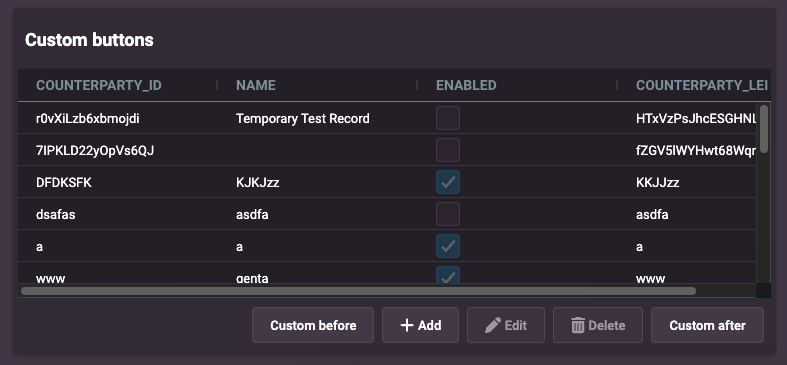 Custom buttons
COUNTERPARTY_ID NAME ENABLED COUNTERPARTY_LEI
r0vXiLzb6xbmojdi Temporary Test Record HTxVzPsJhcESGHNL
7IPKLD22yOpVs6QJ fZGV5lWYHwt68Wqr
DFDKSFK KJKJzz KKJJzz
dsafas asdfa asdfa
a a a
www genta www
Custom before Add Edit Delete Custom after